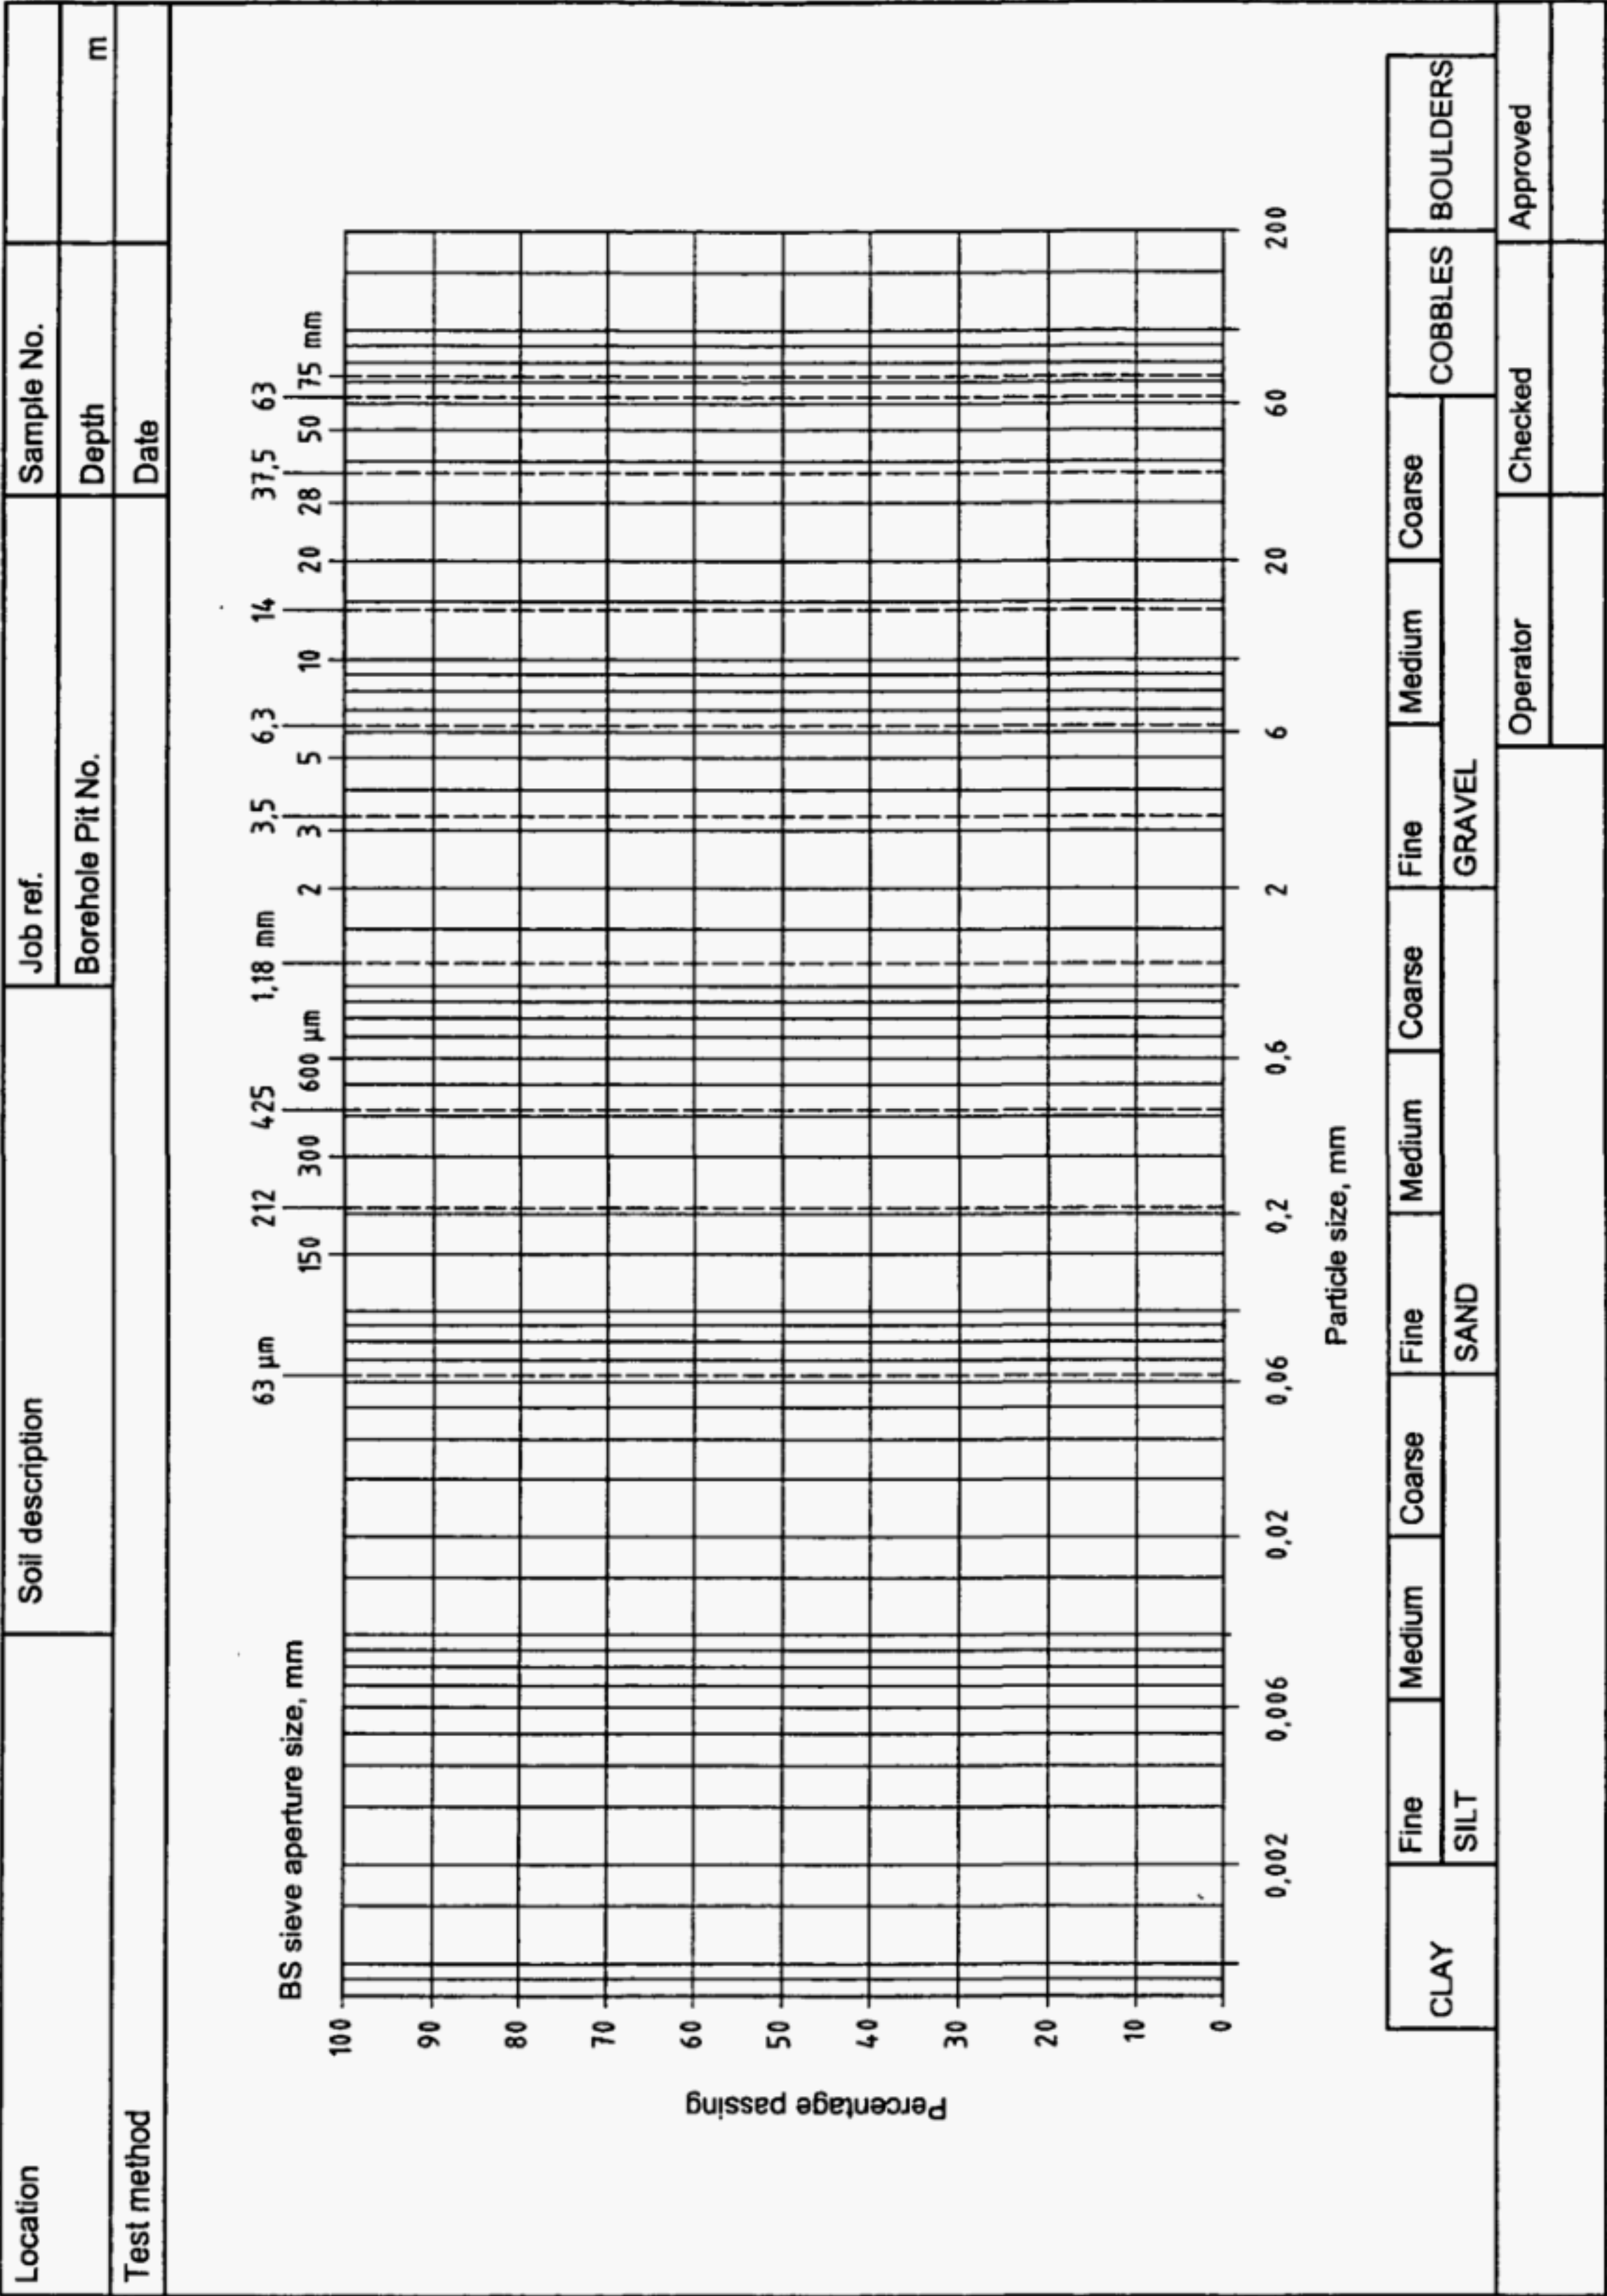 Location
Soil description
Job ref.
Sample No.
Borehole Pit No.
Depth
m
Test method
Date
BS sieve aperture size, mm
63 µm
212
425
1,18 mm
3,5
6,3
14
37,5
63
150
300
600 µm
2
3
5
10
20
28
50
75 mm
Percentage passing
100
90
80
70
60
50
40
30
20
10
0
0,002
0,006
0,02
0,06
0,2
0,6
2
6
20
60
200
Particle size, mm
CLAY
Fine
Medium
Coarse
Fine
Medium
Coarse
Fine
Medium
Coarse
COBBLES
BOULDERS
SILT
SAND
GRAVEL
Operator
Checked
Approved